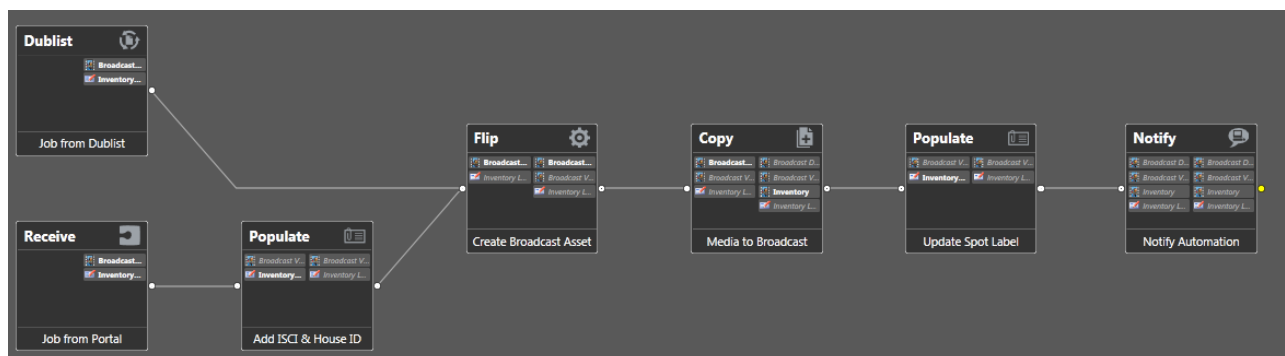 Dublist
Broadcast...
Inventory...
Job from Dublist
Flip
Broadcast... Broadcast...
Inventory L... Broadcast V...
Inventory L...
Create Broadcast Asset
Copy
Broadcast... Broadcast D...
Broadcast V... Broadcast V...
Inventory L... Inventory
Inventory L...
Media to Broadcast
Populate
Broadcast V... Broadcast V...
Inventory... Inventory L...
Update Spot Label
Notify
Broadcast D... Broadcast D...
Broadcast V... Broadcast V...
Inventory Inventory
Inventory L... Inventory L...
Notify Automation
Receive
Broadcast...
Inventory...
Job from Portal
Populate
Broadcast V... Broadcast V...
Inventory... Inventory L...
Add ISCI & House ID